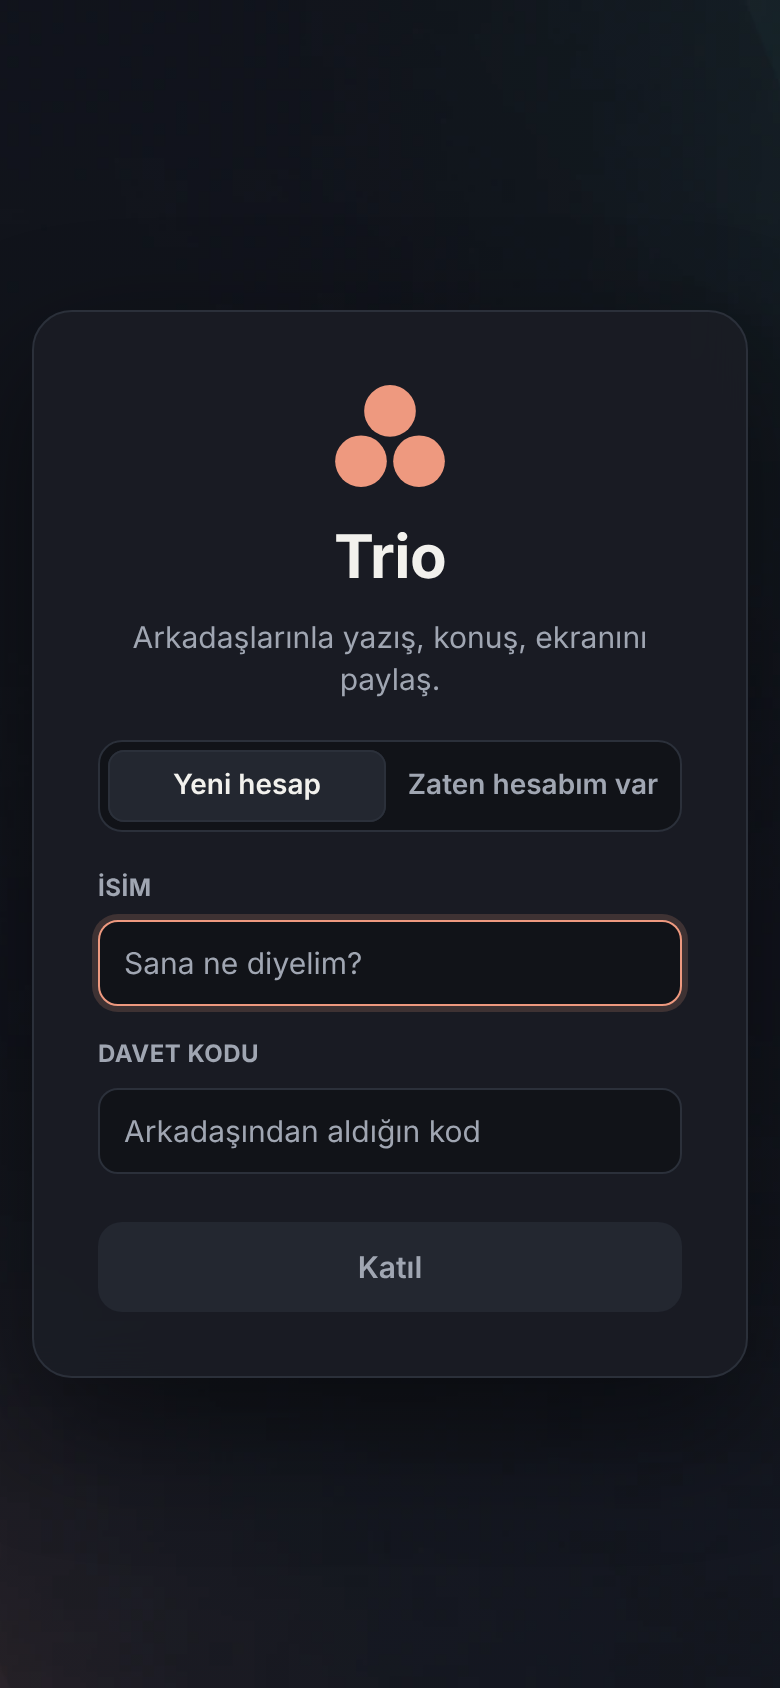 Trio
Arkadaşlarınla yazış, konuş, ekranını
paylaş.
Yeni hesap
Zaten hesabım var
İSİM
Sana ne diyelim?
DAVET KODU
Arkadaşından aldığın kod
Katıl